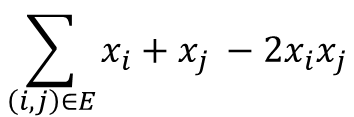 ∑_{(i,j)∈E} x_i + x_j − 2x_i x_j